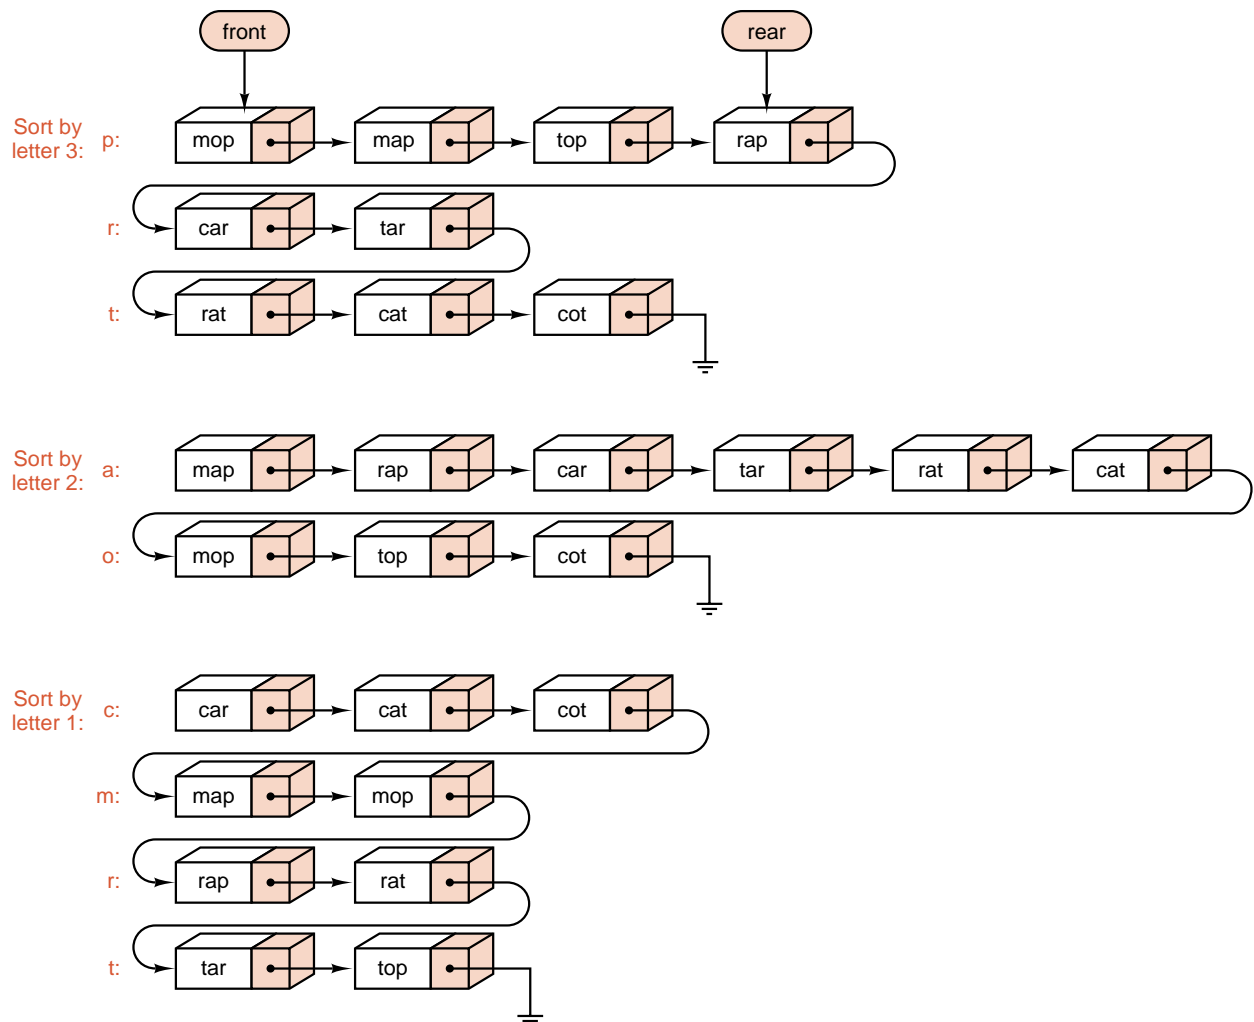 front rear
Sort by
letter 3: p: mop map top rap
r: car tar
t: rat cat cot
Sort by
letter 2: a: map rap car tar rat cat
o: mop top cot
Sort by
letter 1: c: car cat cot
m: map mop
r: rap rat
t: tar top